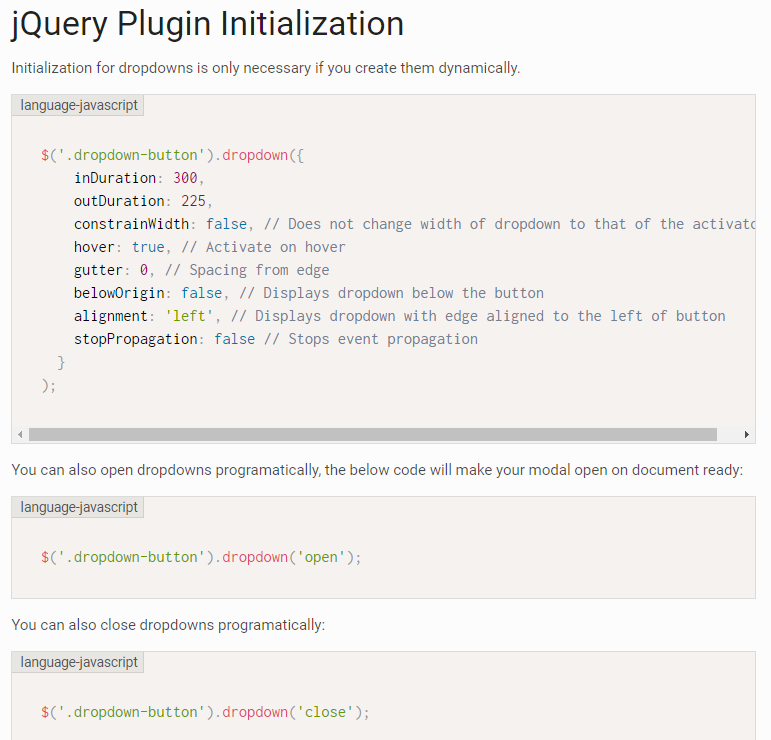 jQuery Plugin Initialization
Initialization for dropdowns is only necessary if you create them dynamically.
language-javascript
$('.dropdown-button').dropdown({
inDuration: 300,
outDuration: 225,
constrainWidth: false, // Does not change width of dropdown to that of the
hover: true, // Activate on hover
gutter: 0, // Spacing from edge
belowOrigin: false, // Displays dropdown below the button
alignment: 'left', // Displays dropdown with edge aligned to the left of button
stopPropagation: false // Stops event propagation
}
);
You can also open dropdowns programatically, the below code will make your modal open on document ready:
language-javascript
$('.dropdown-button').dropdown('open');
You can also close dropdowns programatically:
language-javascript
$('.dropdown-button').dropdown('close');